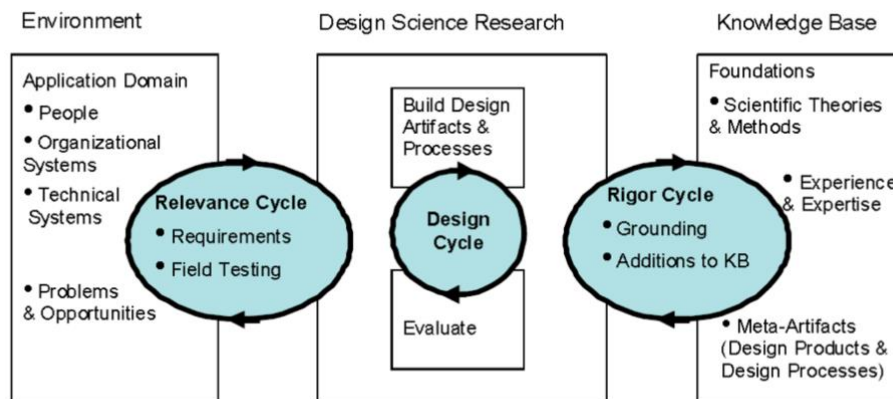 Environment
Design Science Research
Knowledge Base
Application Domain
• People
• Organizational
Systems
• Technical
Systems
• Problems
& Opportunities
Relevance Cycle
• Requirements
• Field Testing
Build Design
Artifacts &
Processes
Design
Cycle
Evaluate
Rigor Cycle
• Grounding
• Additions to KB
Foundations
• Scientific Theories
& Methods
• Experience
& Expertise
• Meta-Artifacts
(Design Products &
Design Processes)